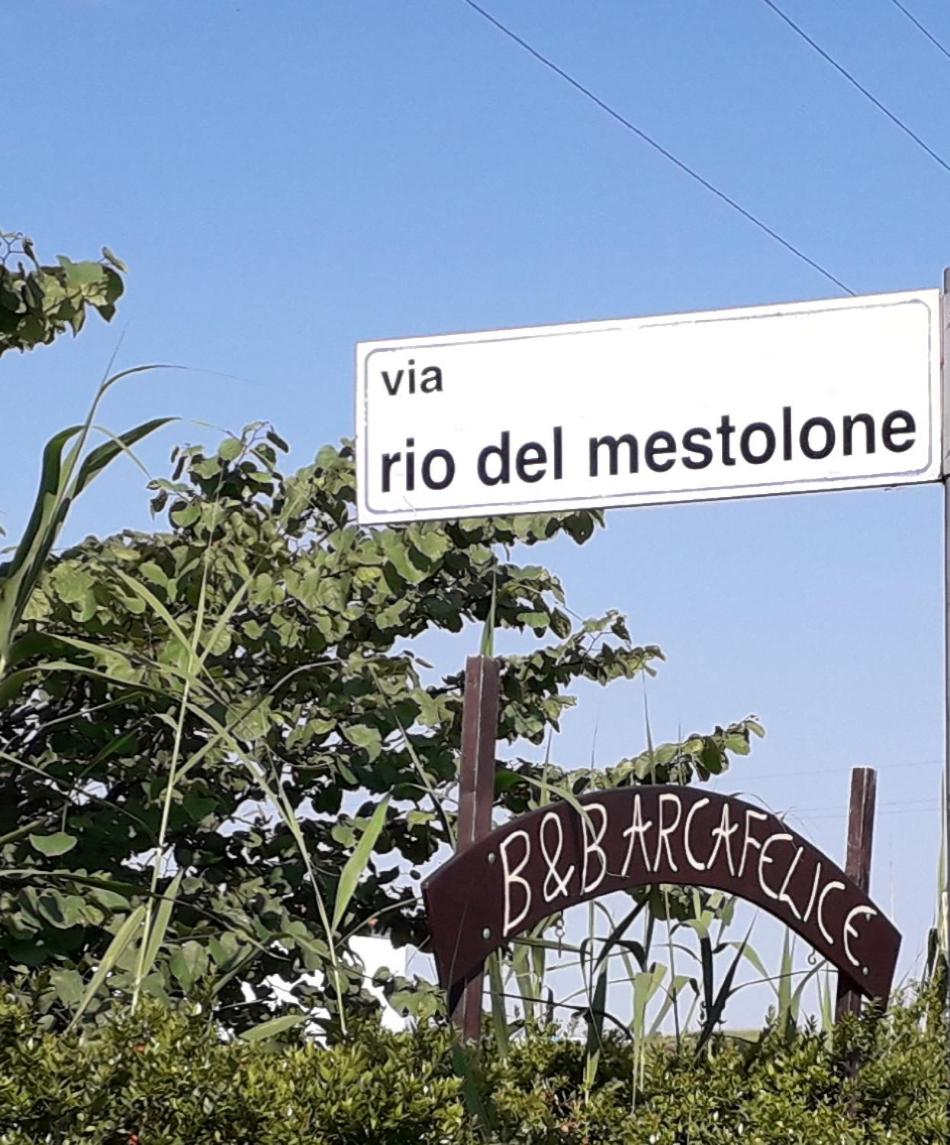 via
rio del mestolone
B&B ARCAFELICE.